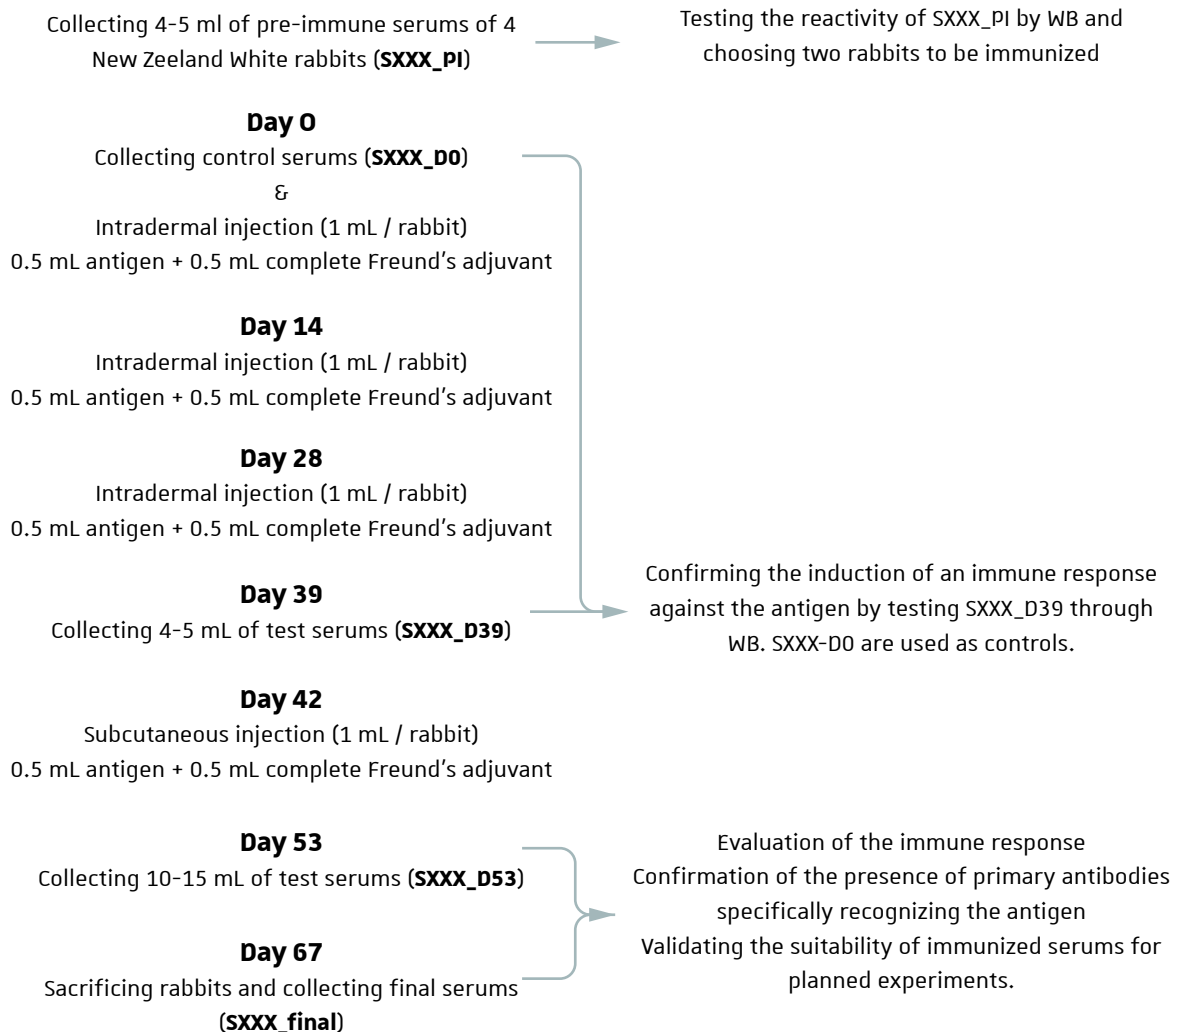 Collecting 4-5 ml of pre-immune serums of 4
New Zeeland White rabbits (SXXX_PI)
Testing the reactivity of SXXX_PI by WB and
choosing two rabbits to be immunized
Day 0
Collecting control serums (SXXX_D0)
&
Intradermal injection (1 mL / rabbit)
0.5 mL antigen + 0.5 mL complete Freund's adjuvant
Day 14
Intradermal injection (1 mL / rabbit)
0.5 mL antigen + 0.5 mL complete Freund's adjuvant
Day 28
Intradermal injection (1 mL / rabbit)
0.5 mL antigen + 0.5 mL complete Freund's adjuvant
Day 39
Collecting 4-5 mL of test serums (SXXX_D39)
Confirming the induction of an immune response
against the antigen by testing SXXX_D39 through
WB. SXXX-D0 are used as controls.
Day 42
Subcutaneous injection (1 mL / rabbit)
0.5 mL antigen + 0.5 mL complete Freund's adjuvant
Day 53
Collecting 10-15 mL of test serums (SXXX_D53)
Day 67
Sacrificing rabbits and collecting final serums
(SXXX_final)
Evaluation of the immune response
Confirmation of the presence of primary antibodies
specifically recognizing the antigen
Validating the suitability of immunized serums for
planned experiments.